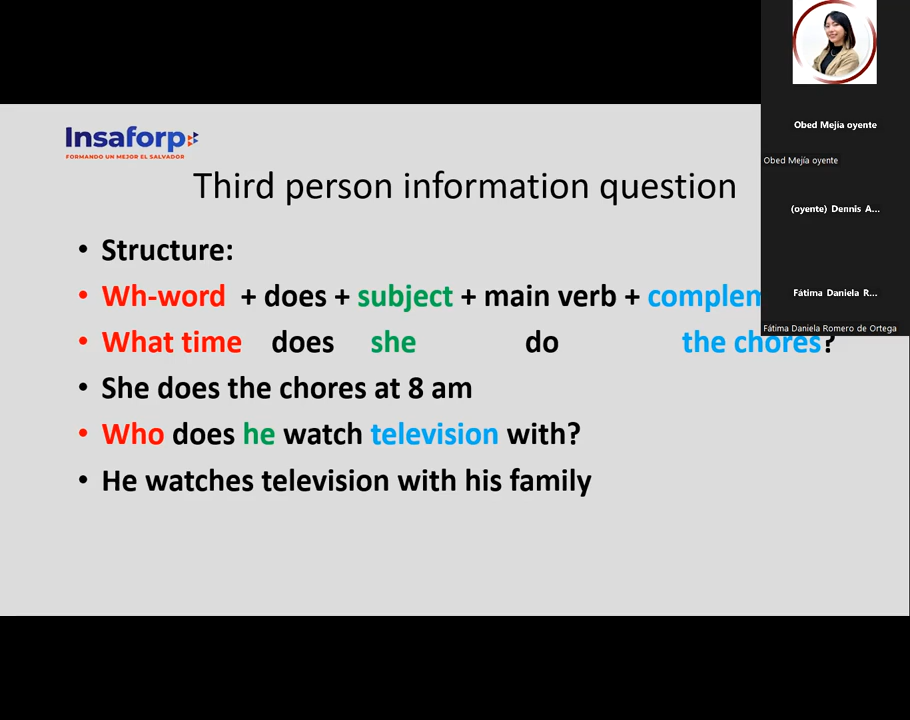 Insaforp
FORMANDO UN MEJOR EL SALVADOR
Third person information question
• Structure:
• Wh-word + does + subject + main verb + complem
• What time does she do the chores?
• She does the chores at 8 am
• Who does he watch television with?
• He watches television with his family
Obed Mejía oyente
Obed Mejía oyente
(oyente) Dennis A...
Fátima Daniela R...
Fátima Daniela Romero de Ortega